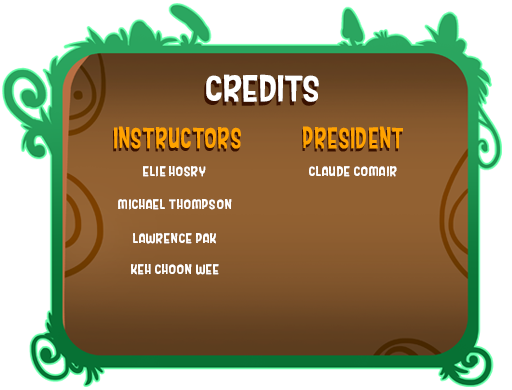 CREDITS
INSTRUCTORS
ELIE HOSRY
MICHAEL THOMPSON
LAWRENCE PAK
KEH CHOON WEE
PRESIDENT
CLAUDE COMAIR